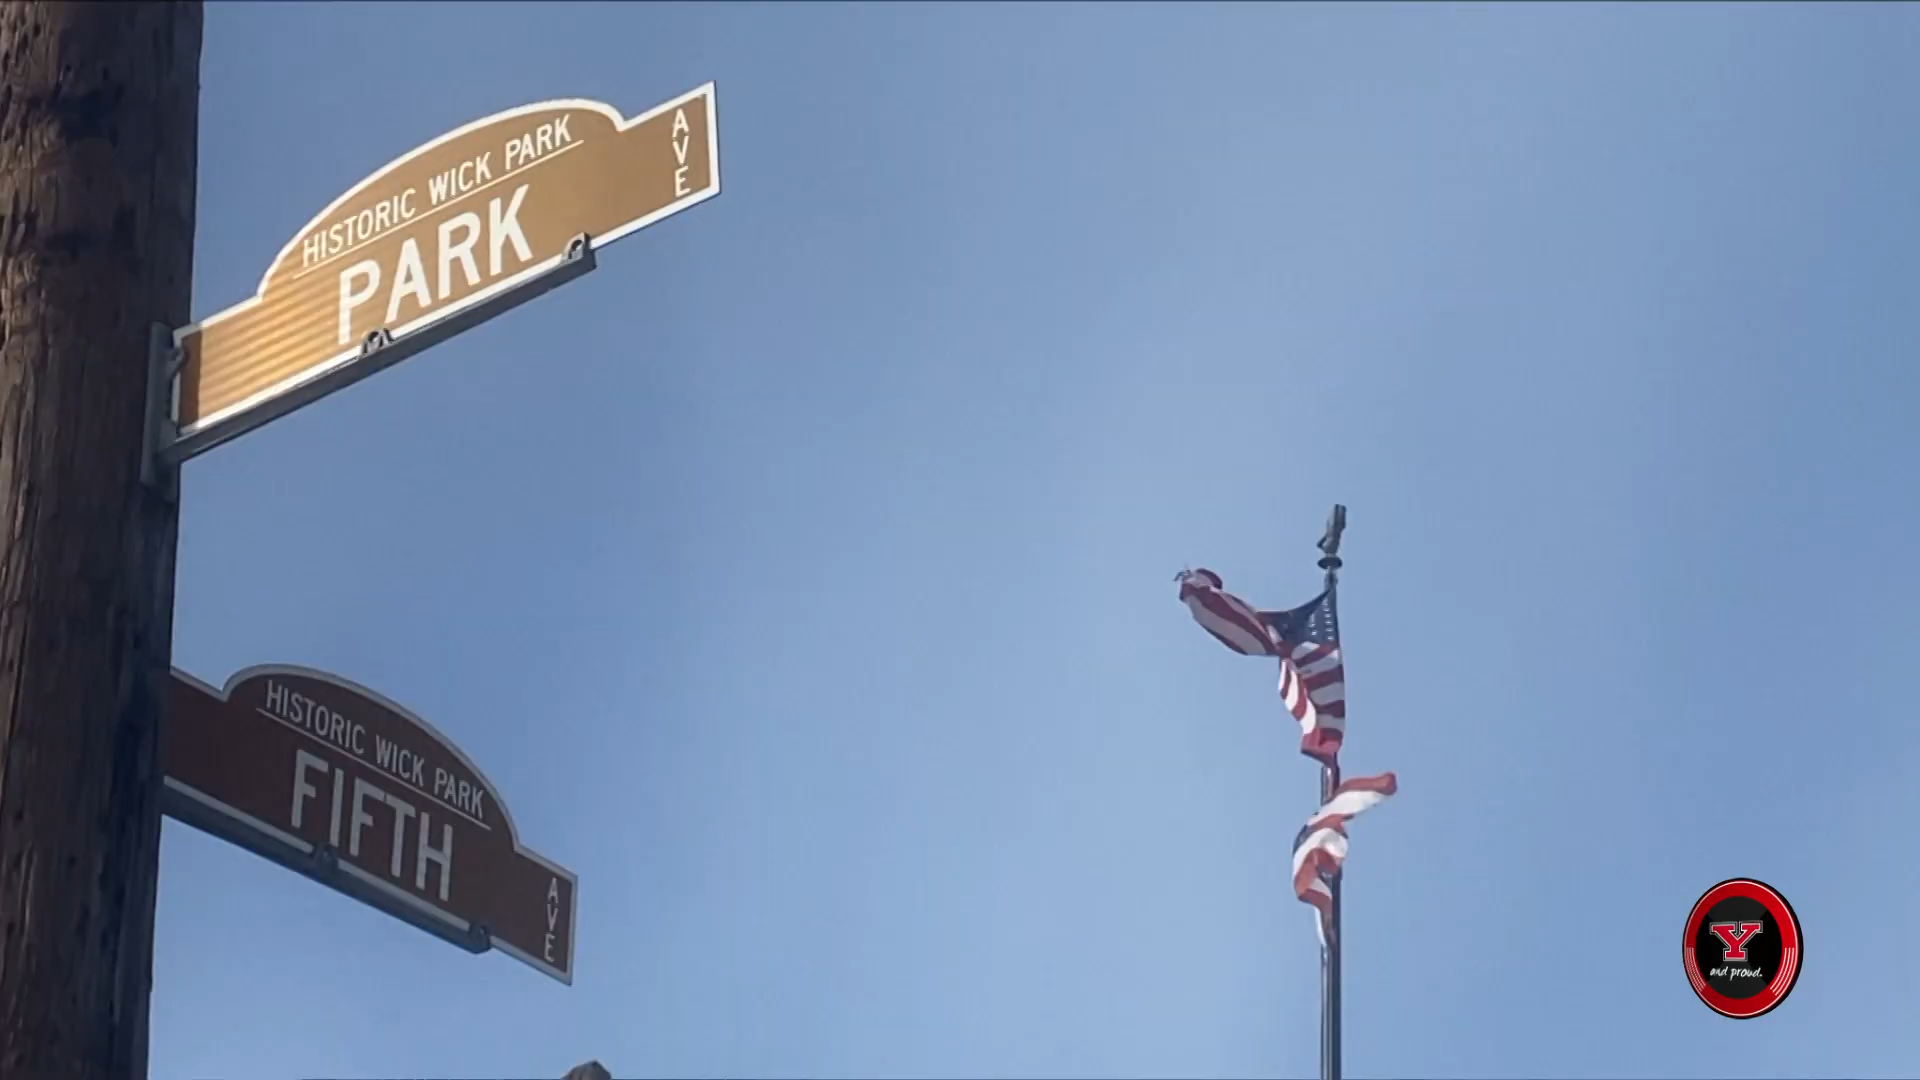 HISTORIC WICK PARK
PARK
AVE
HISTORIC WICK PARK
FIFTH
AVE
Y
and proud.